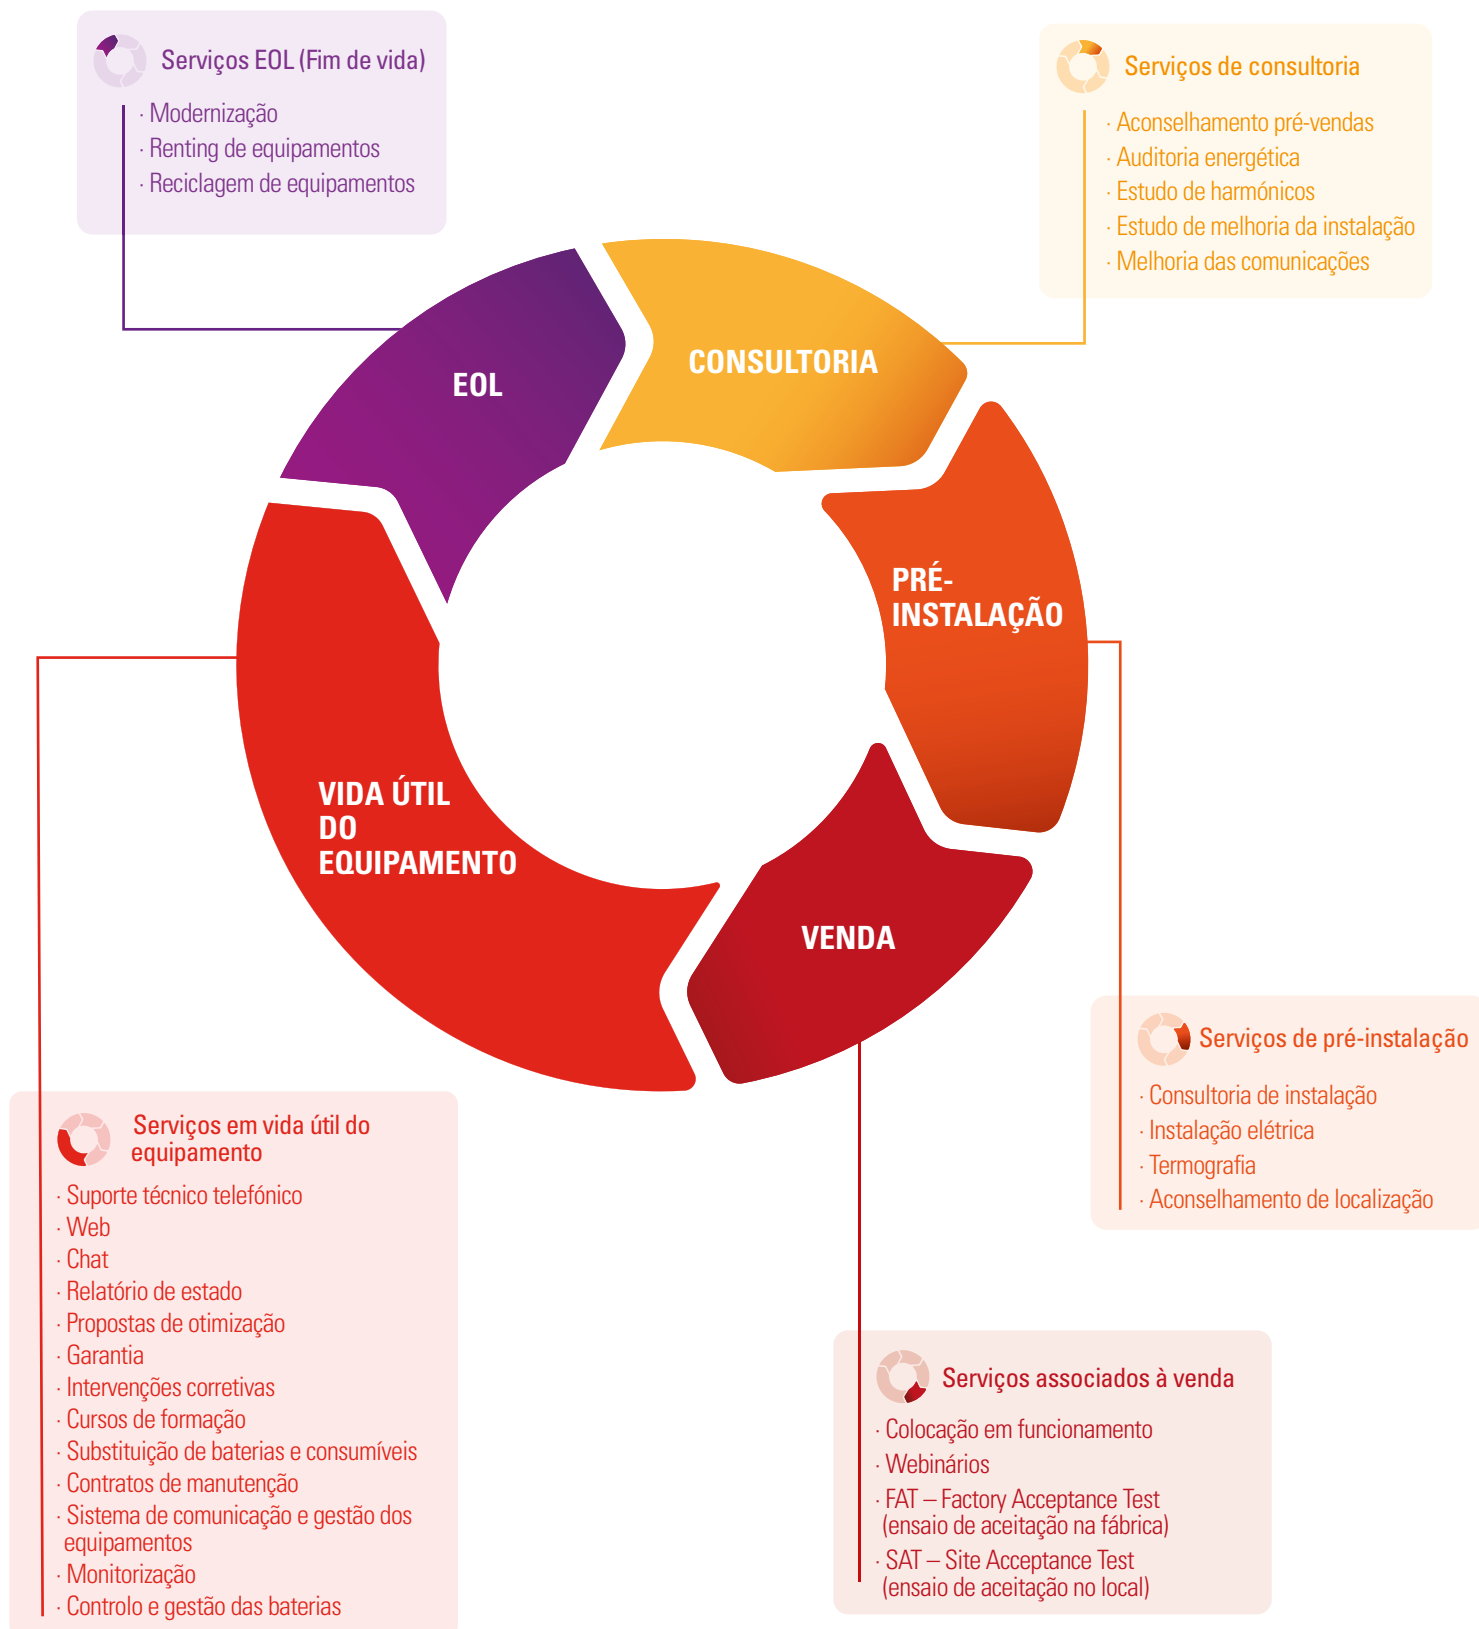 Serviços EOL (Fim de vida)
· Modernização
· Renting de equipamentos
· Reciclagem de equipamentos
Serviços de consultoria
· Aconselhamento pré-vendas
· Auditoria energética
· Estudo de harmónicos
· Estudo de melhoria da instalação
· Melhoria das comunicações
EOL
CONSULTORIA
PRÉ-
INSTALAÇÃO
VIDA ÚTIL
DO
EQUIPAMENTO
VENDA
Serviços de pré-instalação
· Consultoria de instalação
· Instalação elétrica
· Termografia
· Aconselhamento de localização
Serviços em vida útil do
equipamento
· Suporte técnico telefónico
· Web
· Chat
· Relatório de estado
· Propostas de otimização
· Garantia
· Intervenções corretivas
· Cursos de formação
· Substituição de baterias e consumíveis
· Contratos de manutenção
· Sistema de comunicação e gestão dos
equipamentos
· Monitorização
· Controlo e gestão das baterias
Serviços associados à venda
· Colocação em funcionamento
· Webinários
· FAT – Factory Acceptance Test
(ensaio de aceitação na fábrica)
· SAT – Site Acceptance Test
(ensaio de aceitação no local)